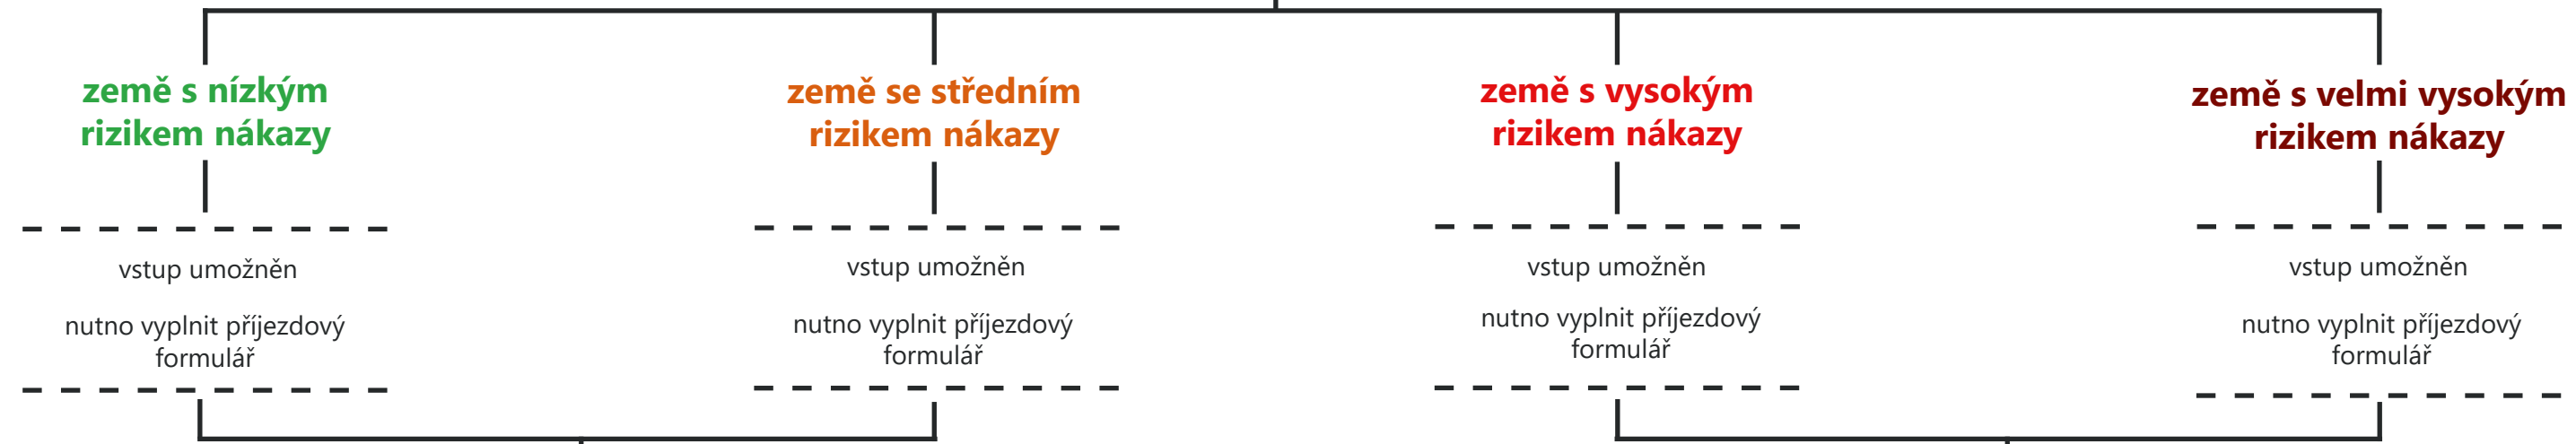 země s nízkým
rizikem nákazy
vstup umožněn
nutno vyplnit příjezdový
formulář
země se středním
rizikem nákazy
vstup umožněn
nutno vyplnit příjezdový
formulář
země s vysokým
rizikem nákazy
vstup umožněn
nutno vyplnit příjezdový
formulář
země s velmi vysokým
rizikem nákazy
vstup umožněn
nutno vyplnit příjezdový
formulář